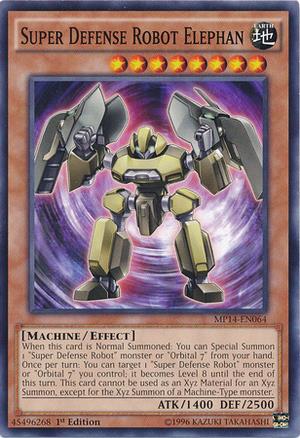 SUPER DEFENSE ROBOT ELEPHAN
EARTH
地
MP14-EN064
[MACHINE / EFFECT]
When this card is Normal Summoned: You can Special Summon
1 "Super Defense Robot" monster or "Orbital 7" from your hand.
Once per turn: You can target 1 "Super Defense Robot" monster or
"Orbital 7" you control; it becomes Level 8 until the end
of this turn. This card cannot be used as an Xyz Material for an Xyz
Summon, except for the Xyz Summon of a Machine-Type monster.
ATK/1400 DEF/2500
45496268 1st Edition ©1996 KAZUKI TAKAHASHI